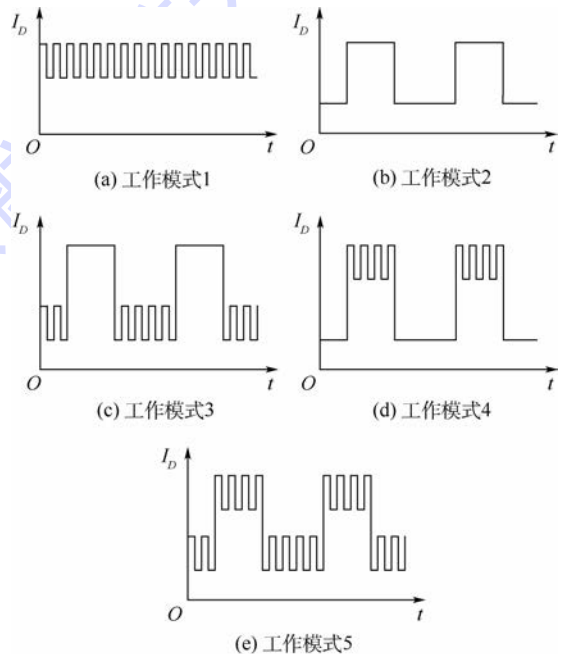 I_D
O
t
(a) 工作模式1
I_D
O
t
(b) 工作模式2
I_D
O
t
(c) 工作模式3
I_D
O
t
(d) 工作模式4
I_D
O
t
(e) 工作模式5